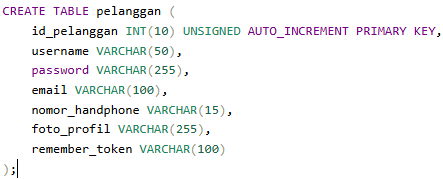 CREATE TABLE pelanggan (
id_pelanggan INT(10) UNSIGNED AUTO_INCREMENT PRIMARY KEY,
username VARCHAR(50),
password VARCHAR(255),
email VARCHAR(100),
nomor_handphone VARCHAR(15),
foto_profil VARCHAR(255),
remember_token VARCHAR(100)
);